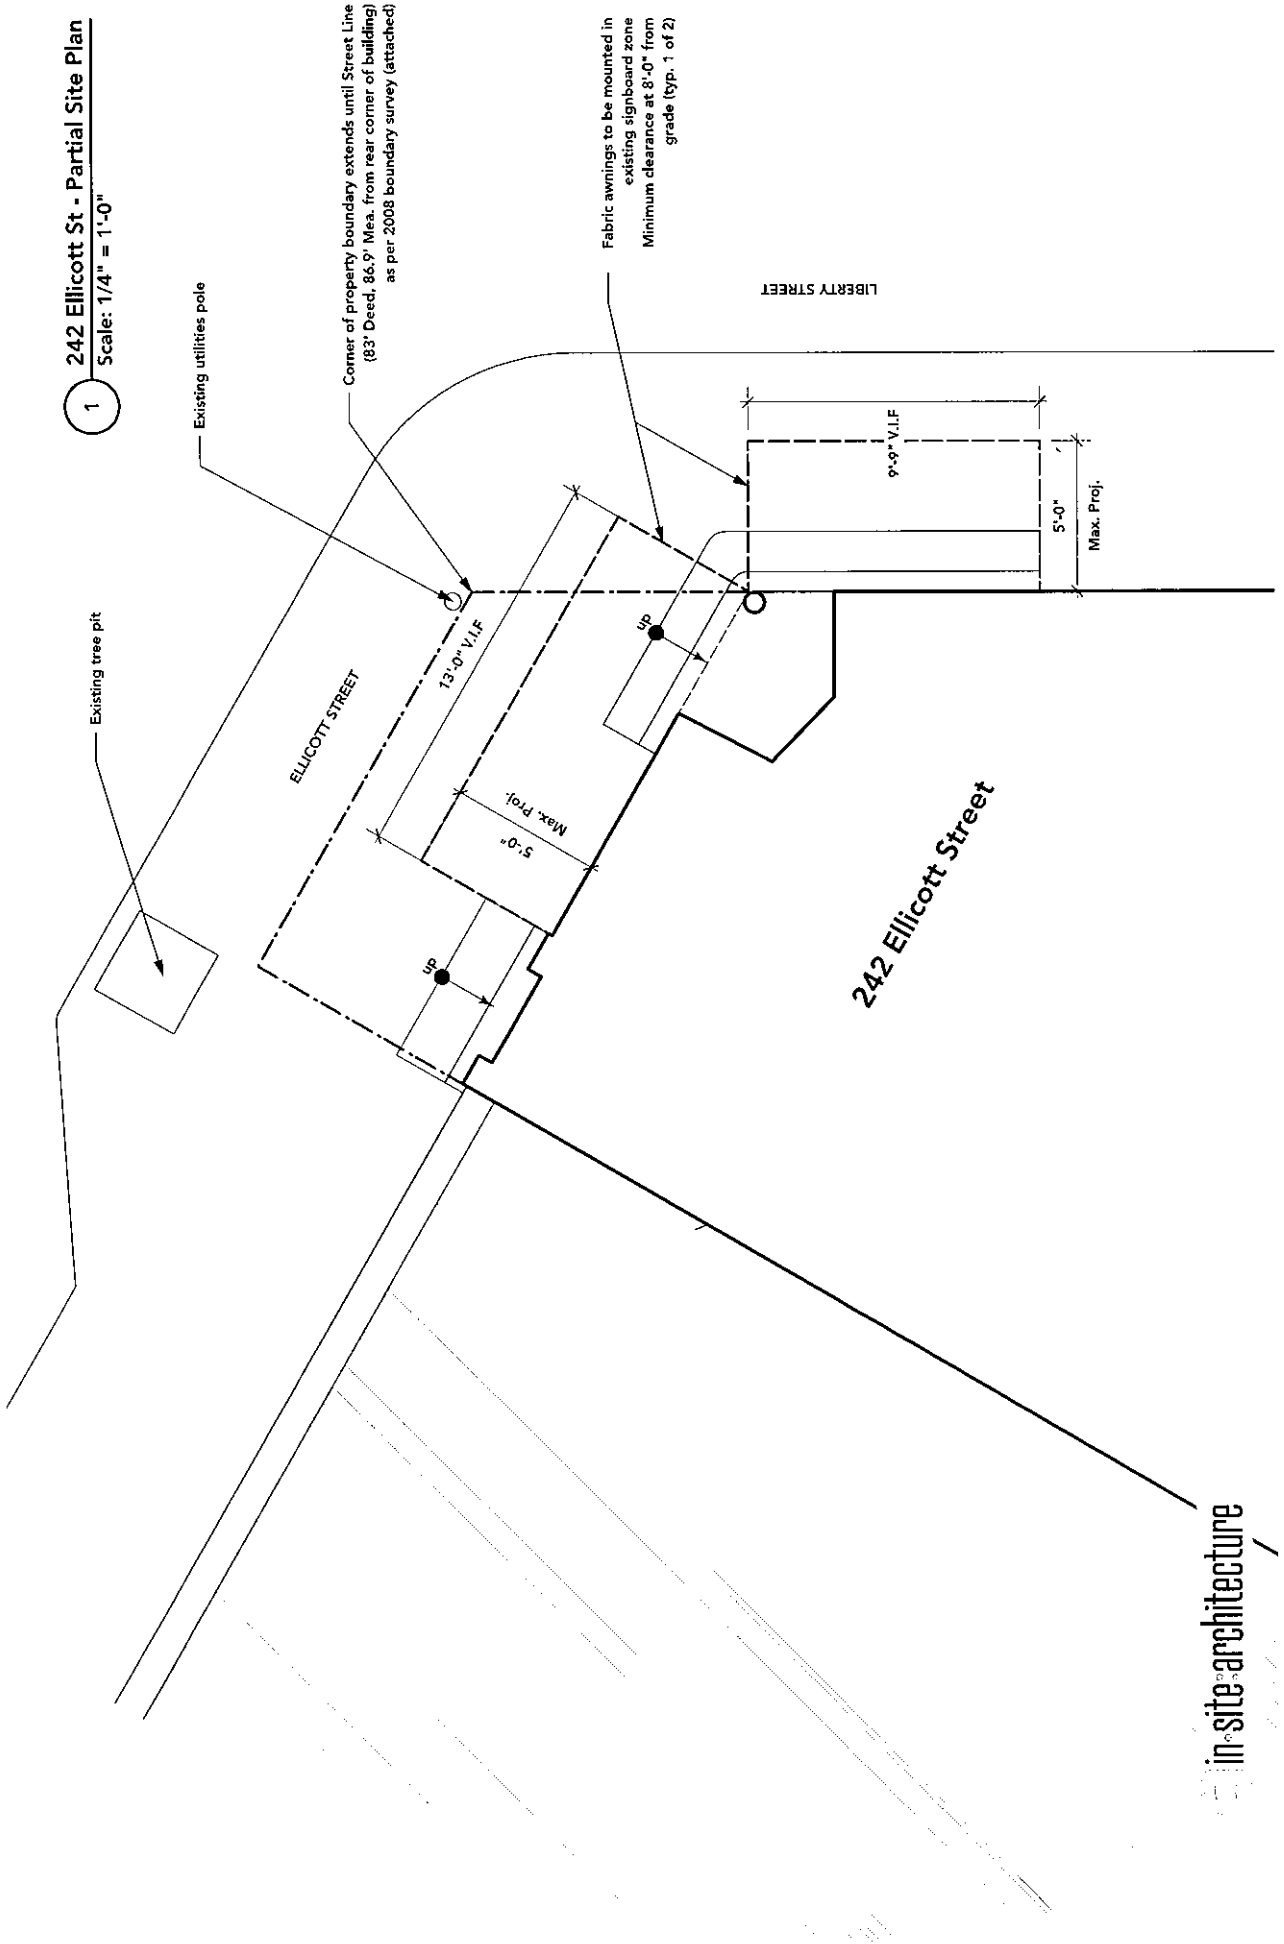 1
242 Ellicott St - Partial Site Plan
Scale: 1/4" = 1'-0"
Existing utilities pole
Corner of property boundary extends until Street Line
(83' Deed, 86.9' Mea. from rear corner of building)
as per 2008 boundary survey (attached)
Fabric awnings to be mounted in
existing signboard zone
Minimum clearance at 8'-0" from
grade (typ. 1 of 2)
Existing tree pit
ELLICOTT STREET
LIBERTY STREET
13'-0" V.I.F
5'-0"
Max. Proj.
up
up
9'-9" V.I.F
5'-0"
Max. Proj.
242 Ellicott Street
in•site•architecture